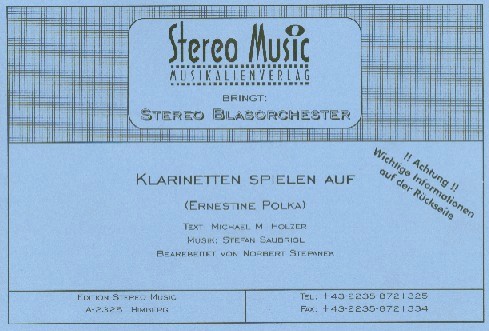 Stereo Music
MUSIKALIENVERLAG
BRINGT:
STEREO BLASORCHESTER
!! Achtung !!
Wichtige Informationen
auf der Rückseite
KLARINETTEN SPIELEN AUF
(ERNESTINE POLKA)
TEXT: MICHAEL M. HOLZER
MUSIK: STEFAN SAUBRIGL
BEARBEITET VON NORBERT STEPANEK
EDITION STEREO MUSIC
A-2325 HIMBERG
TEL. +43-2235-8721325
FAX: +43-2235-8721334